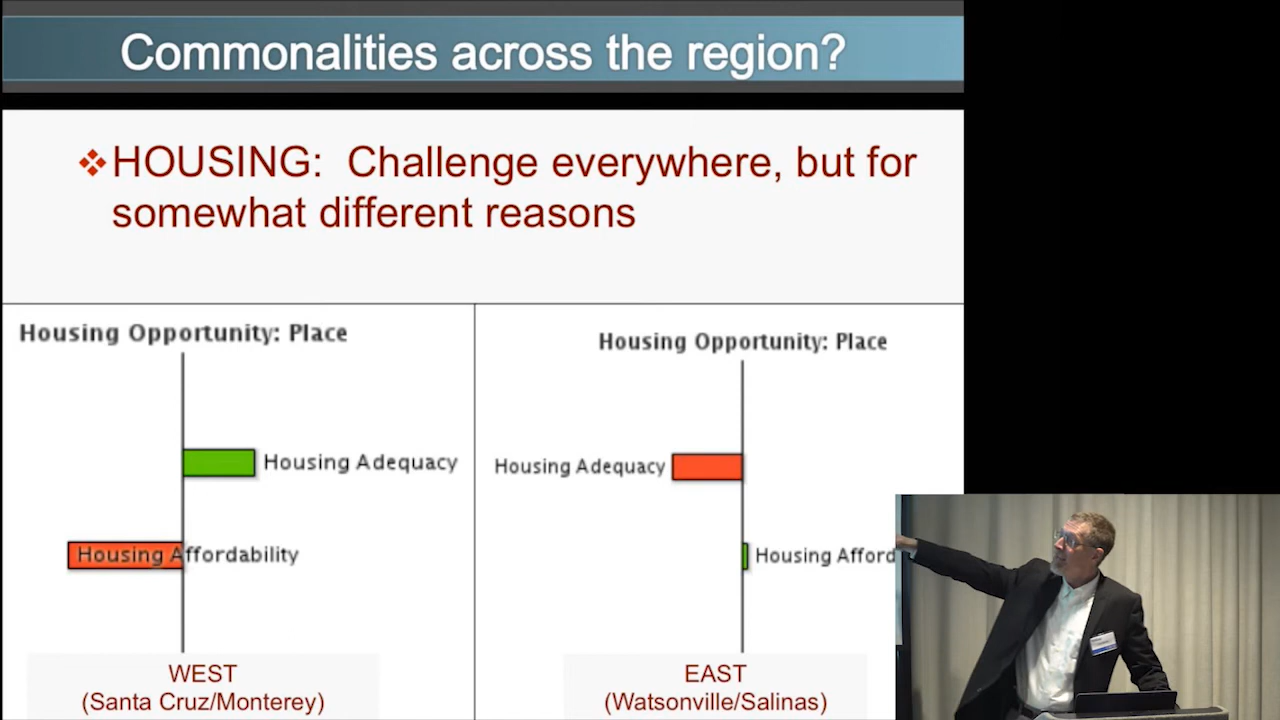 Commonalities across the region?
HOUSING: Challenge everywhere, but for
somewhat different reasons
Housing Opportunity: Place
Housing Adequacy
Housing Affordability
WEST
(Santa Cruz/Monterey)
Housing Opportunity: Place
Housing Adequacy
Housing Afford
EAST
(Watsonville/Salinas)